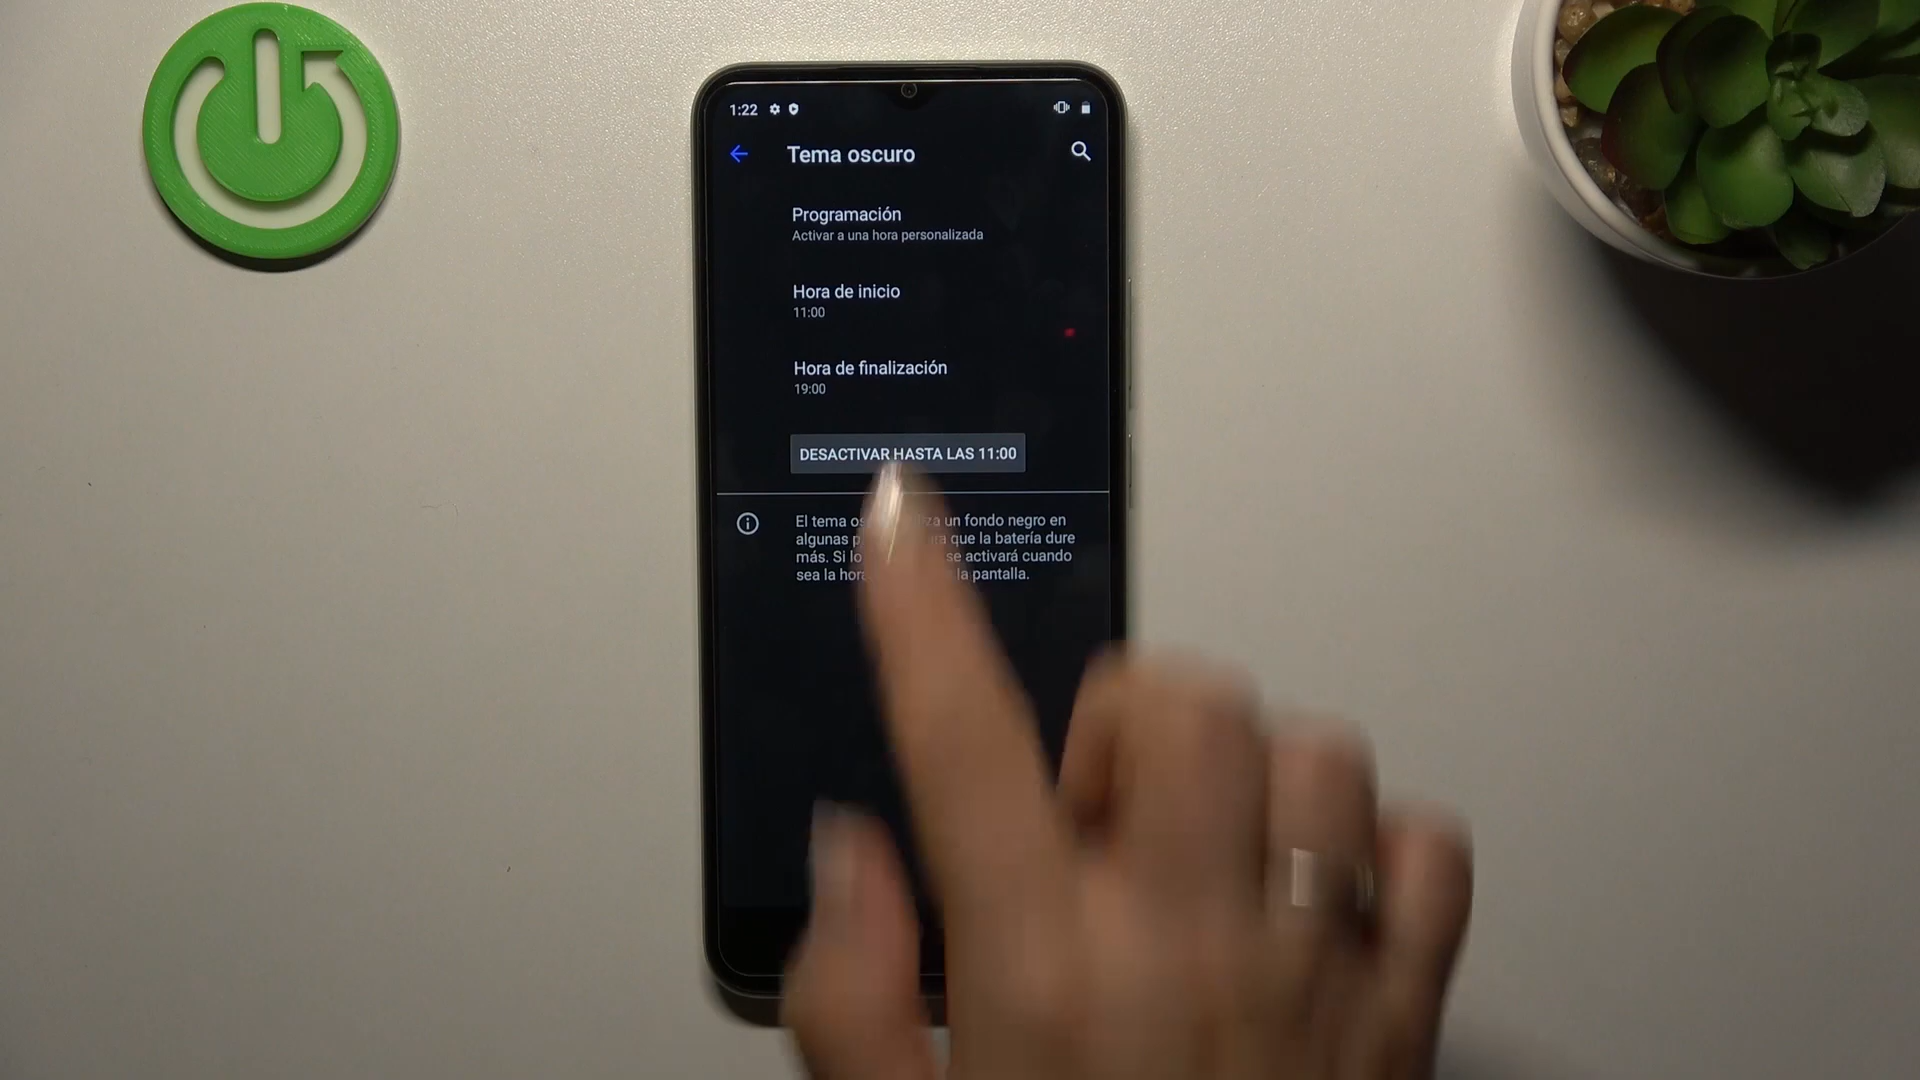 1:22
Tema oscuro
Programación
Activar a una hora personalizada
Hora de inicio
11:00
Hora de finalización
19:00
DESACTIVAR HASTA LAS 11:00
El tema un fondo negro en
algunas que la batería dure
más. Si lo se activará cuando
sea la hora la pantalla.